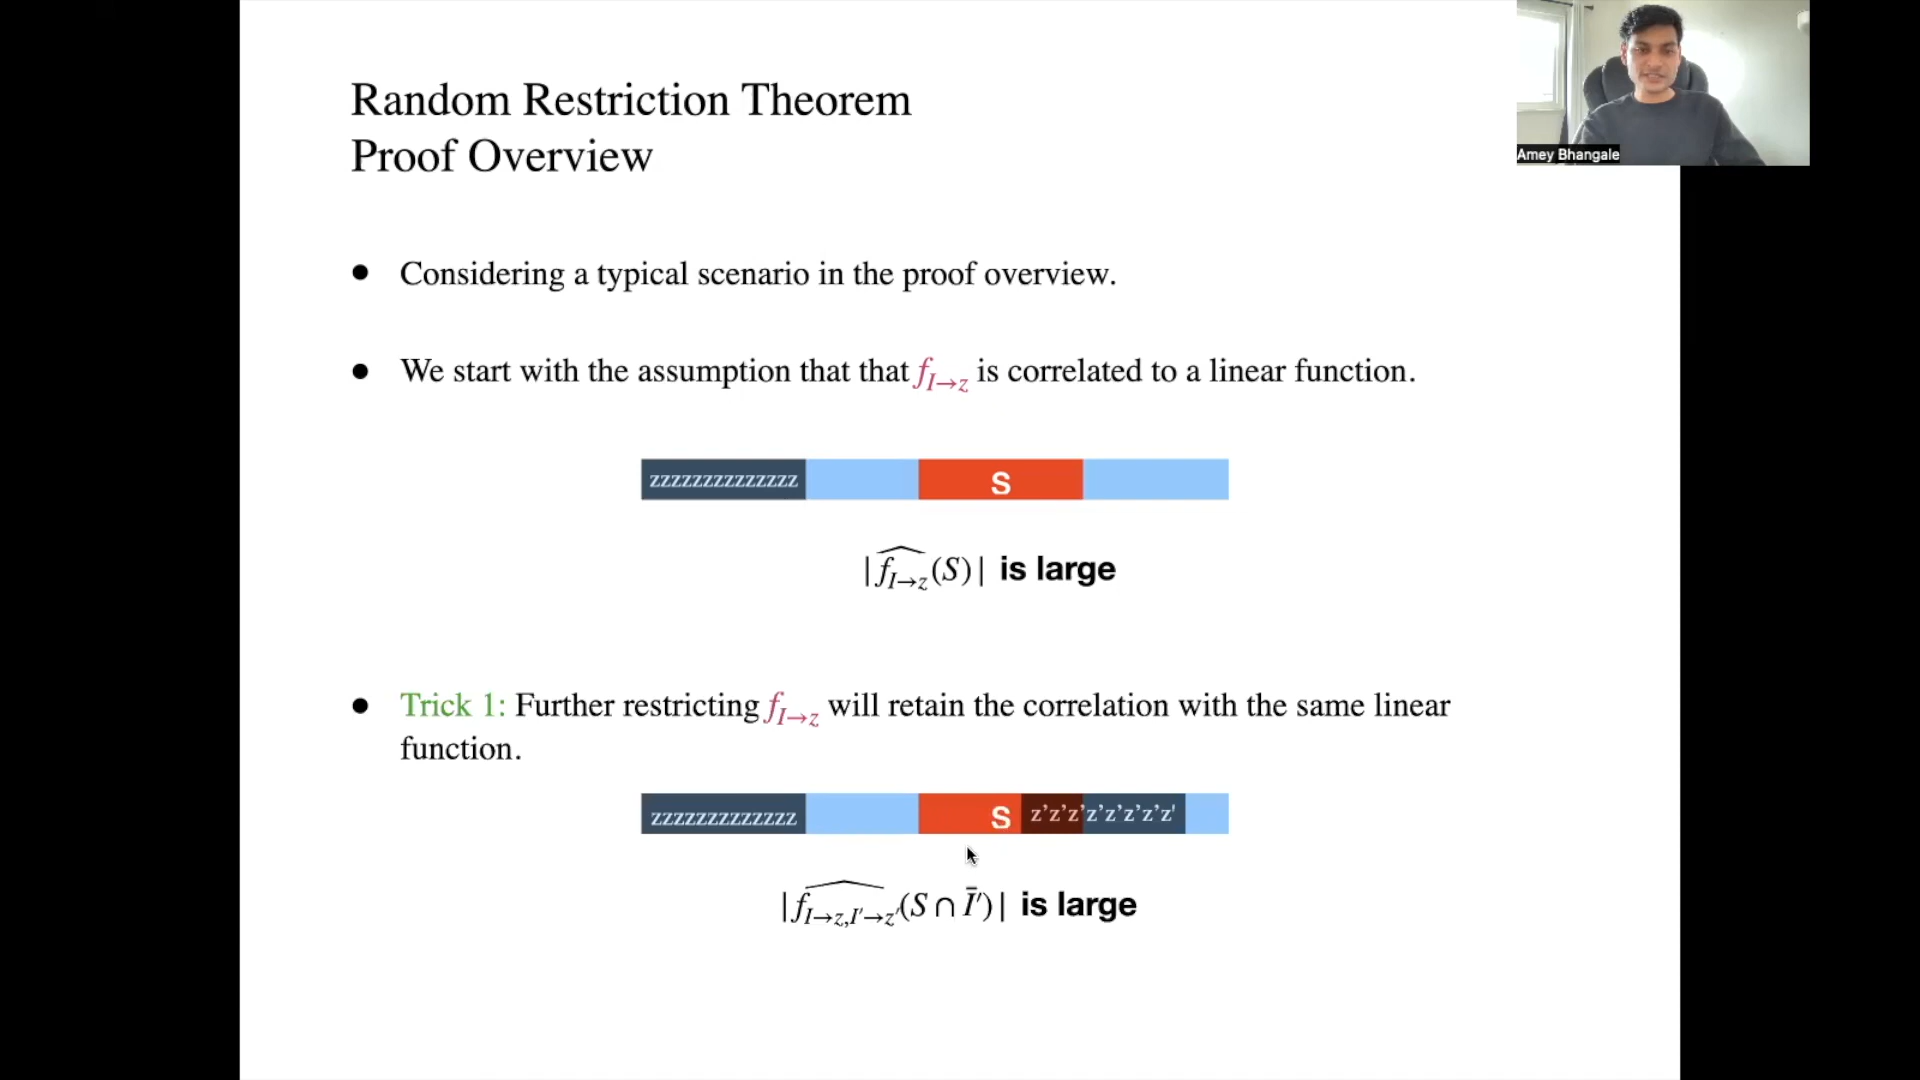 Random Restriction Theorem
Proof Overview
Amey Bhangale
● Considering a typical scenario in the proof overview.
● We start with the assumption that that f_{I→z} is correlated to a linear function.
zzzzzzzzzzzzzz S
|\widehat{f_{I→z}}(S)| is large
● Trick 1: Further restricting f_{I→z} will retain the correlation with the same linear
function.
zzzzzzzzzzzzz S z’z’z’z’z’z’z’z'
|\widehat{f_{I→z,I′→z′}}(S ∩ \bar{I}′)| is large